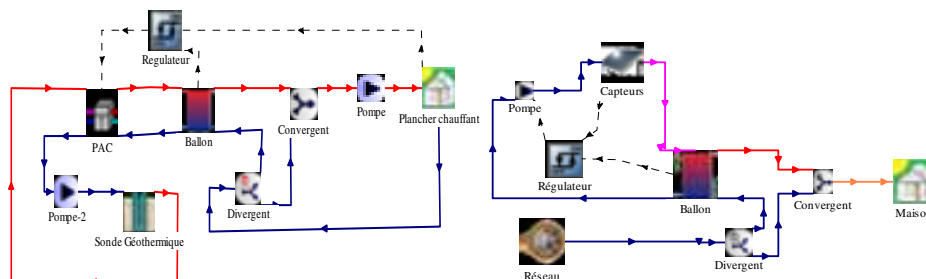 Regulateur
PAC
Ballon
Convergent
Pompe
Plancher chauffant
Pompe-2
Sonde Géothermique
Divergent
Pompe
Capteurs
Régulateur
Ballon
Convergent
Maison
Réseau
Divergent